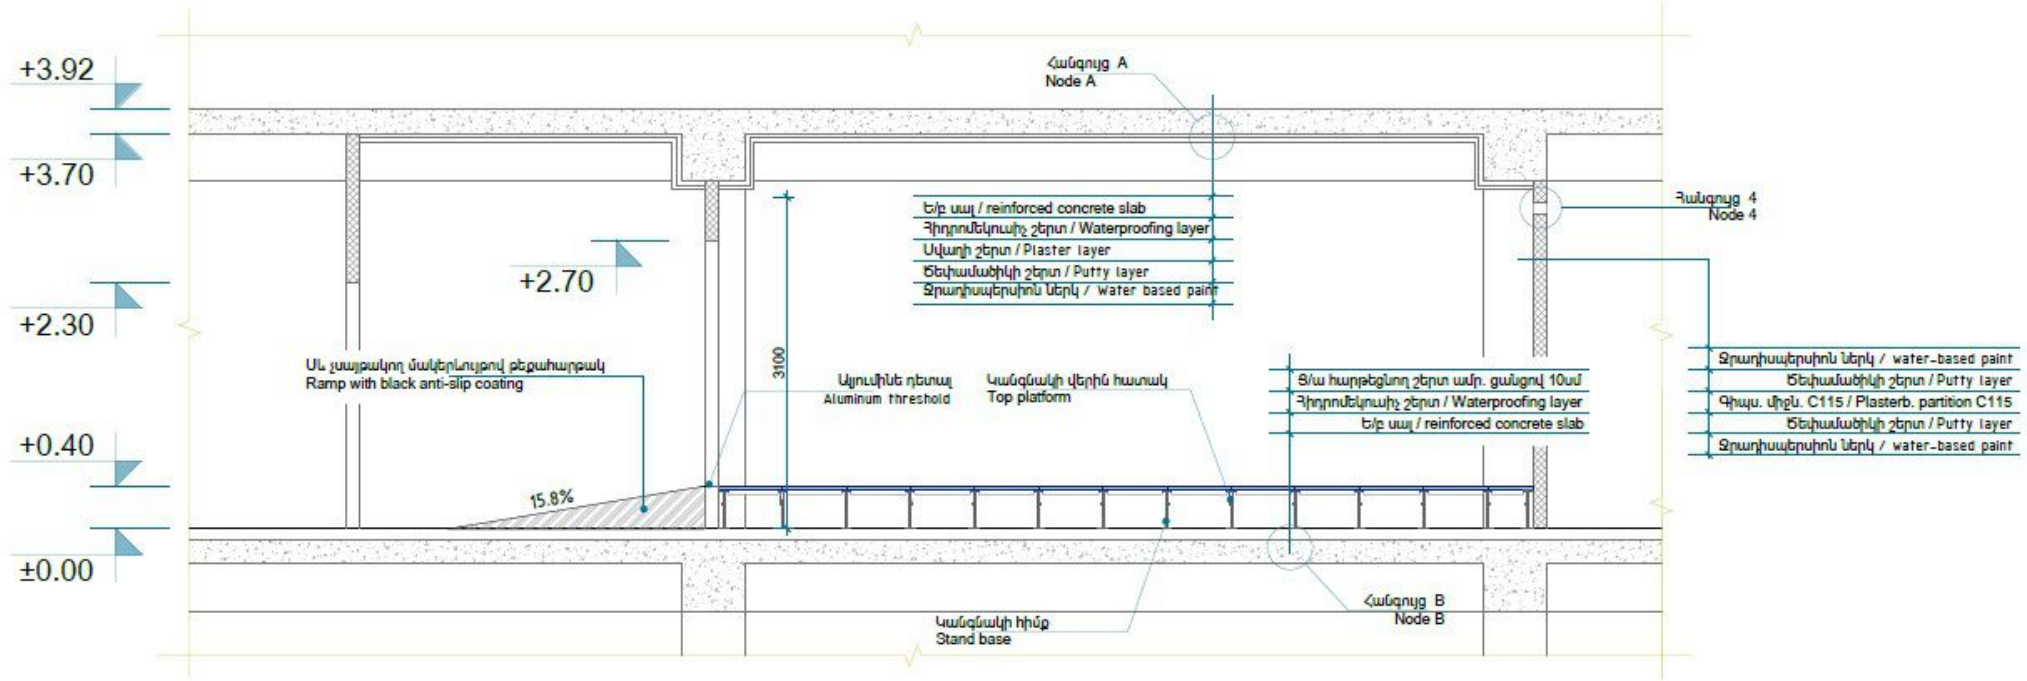 +3.92
+3.70
+2.30
+0.40
±0.00
+2.70
Հանգույց A
Node A
Ե/բ սալ / reinforced concrete slab
Հիդրոմեկուսիչ շերտ / Waterproofing layer
Սվաղի շերտ / Plaster layer
Ծեփամածիկի շերտ / Putty layer
Ջրադիսպերսիոն ներկ / Water based paint
Հանգույց 4
Node 4
Սև չսայթակող մակերևույթով թեքահարթակ
Ramp with black anti-slip coating
15.8%
3100
Ալյումինե դետալ
Aluminum threshold
Կանգնակի վերին հատակ
Top platform
Ց/ա հարթեցնող շերտ ամր. ցանցով 10սմ
Հիդրոմեկուսիչ շերտ / Waterproofing layer
Ե/բ սալ / reinforced concrete slab
Ջրադիսպերսիոն ներկ / water-based paint
Ծեփամածիկի շերտ / Putty layer
Գիպս. միջն. C115 / Plasterb. partition C115
Ծեփամածիկի շերտ / Putty layer
Ջրադիսպերսիոն ներկ / water-based paint
Կանգնակի հիմք
Stand base
Հանգույց B
Node B